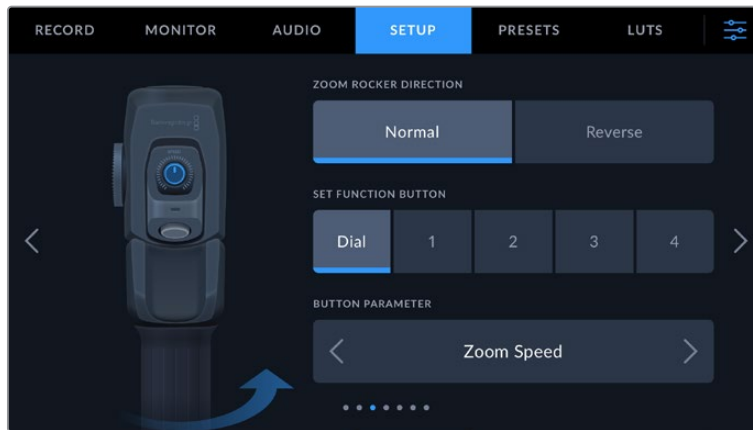 RECORD MONITOR AUDIO SETUP PRESETS LUTS
ZOOM ROCKER DIRECTION
Normal Reverse
SET FUNCTION BUTTON
Dial 1 2 3 4
BUTTON PARAMETER
Zoom Speed